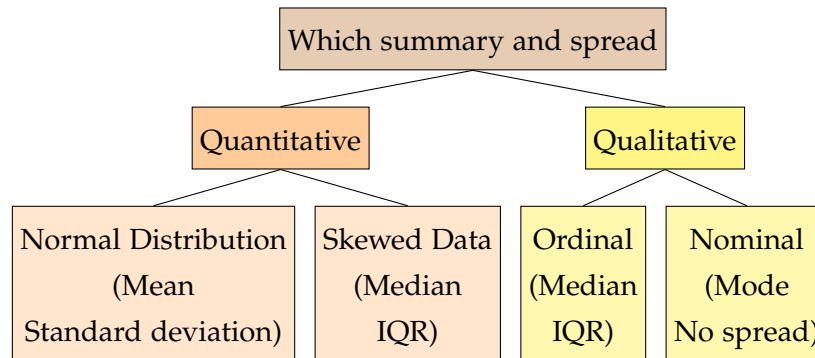 Which summary and spread
Quantitative
Qualitative
Normal Distribution
(Mean
Standard deviation)
Skewed Data
(Median
IQR)
Ordinal
(Median
IQR)
Nominal
(Mode
No spread)